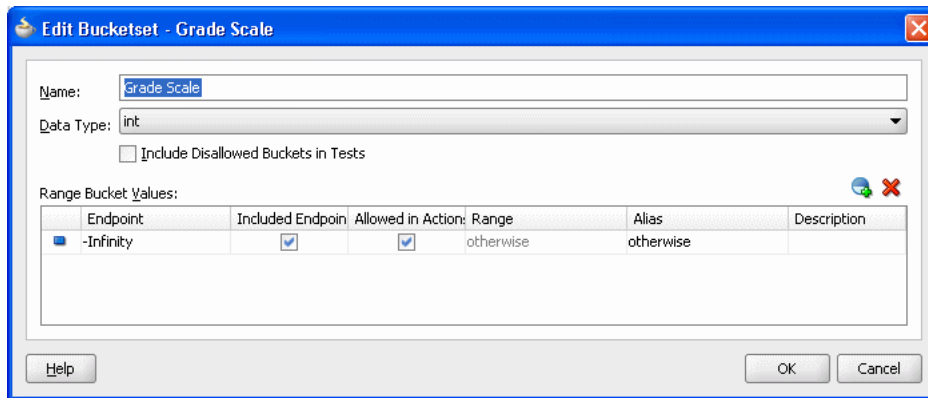 Edit Bucketset - Grade Scale
Name: Grade Scale
Data Type: int
Include Disallowed Buckets in Tests
Range Bucket Values:
Endpoint Included Endpoin Allowed in Action: Range Alias Description
-Infinity otherwise otherwise
Help OK Cancel